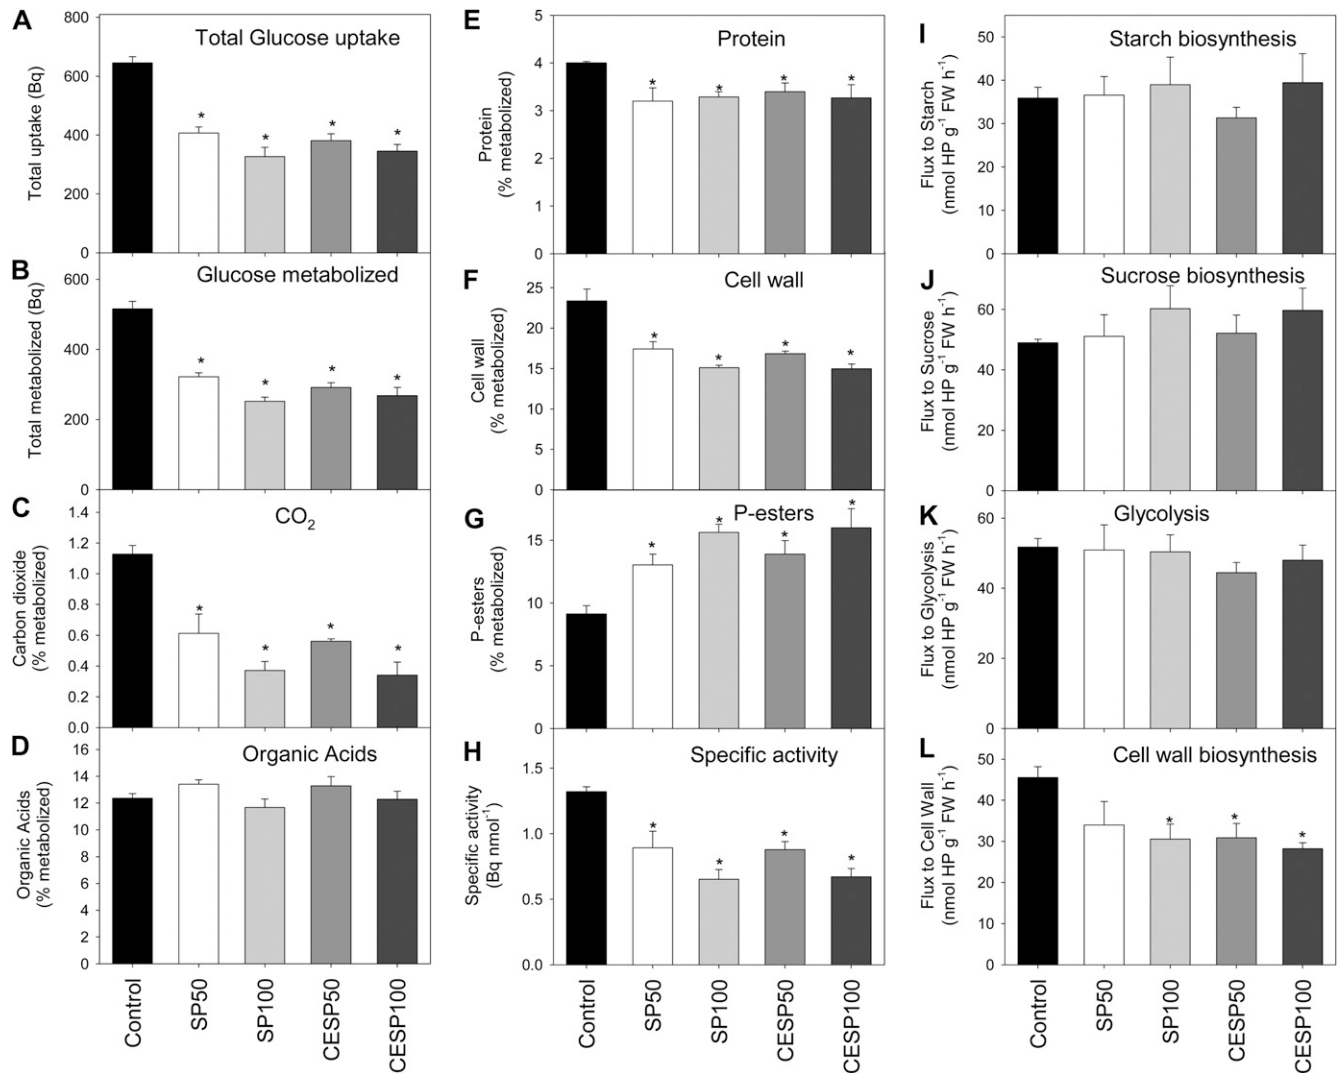 A
Total Glucose uptake
Total uptake (Bq)
800
600
400
200
0
*
*
*
*
B
Glucose metabolized
Total metabolized (Bq)
600
400
200
0
*
*
*
*
C
CO2
Carbon dioxide
(% metabolized)
1.4
1.2
1.0
0.8
0.6
0.4
0.2
0.0
*
*
*
*
D
Organic Acids
Organic Acids
(% metabolized)
16
14
12
10
8
6
4
2
0
Control
SP50
SP100
CESP50
CESP100
E
Protein
Protein
(% metabolized)
5
4
3
2
1
0
*
*
*
*
F
Cell wall
Cell wall
(% metabolized)
25
20
15
10
5
0
*
*
*
*
G
P-esters
P-esters
(% metabolized)
15
10
5
0
*
*
*
*
H
Specific activity
Specific activity
(Bq nmol-1)
1.5
1.0
0.5
0.0
*
*
*
*
Control
SP50
SP100
CESP50
CESP100
I
Starch biosynthesis
Flux to Starch
(nmol HP g-1 FW h-1)
50
40
30
20
10
0
J
Sucrose biosynthesis
Flux to Sucrose
(nmol HP g-1 FW h-1)
60
40
20
0
K
Glycolysis
Flux to Glycolysis
(nmol HP g-1 FW h-1)
60
40
20
0
L
Cell wall biosynthesis
Flux to Cell Wall
(nmol HP g-1 FW h-1)
50
40
30
20
10
0
*
*
*
Control
SP50
SP100
CESP50
CESP100